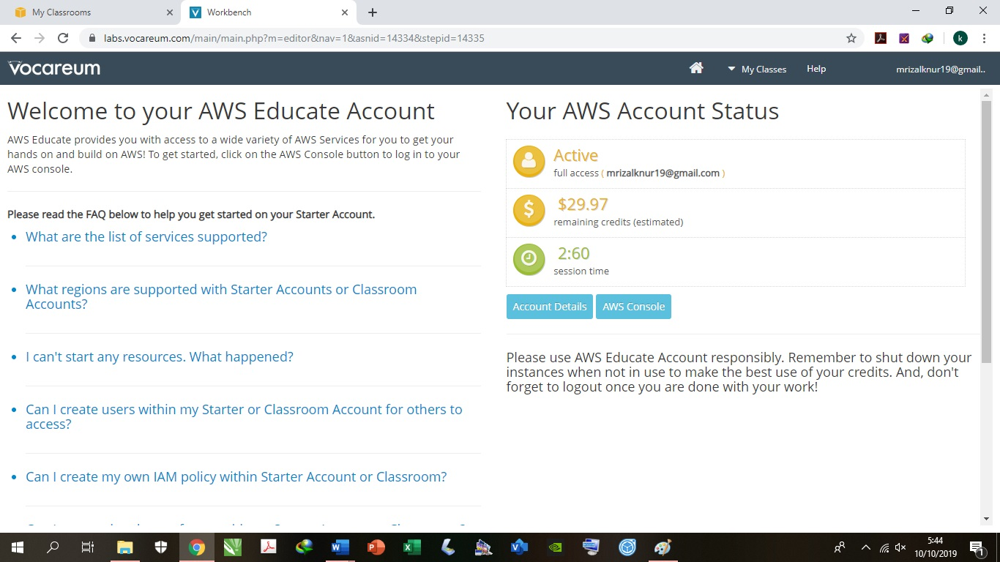 My Classrooms
Workbench
labs.vocareum.com/main/main.php?m=editor&nav=1&asnid=14334&stepid=14335
k
vocareum
My Classes
Help
mrizalknur19@gmail..
Welcome to your AWS Educate Account
AWS Educate provides you with access to a wide variety of AWS Services for you to get your
hands on and build on AWS! To get started, click on the AWS Console button to log in to your
AWS console.
Please read the FAQ below to help you get started on your Starter Account.
What are the list of services supported?
What regions are supported with Starter Accounts or Classroom
Accounts?
I can't start any resources. What happened?
Can I create users within my Starter or Classroom Account for others to
access?
Can I create my own IAM policy within Starter Account or Classroom?
Your AWS Account Status
Active
full access ( mrizalknur19@gmail.com )
$29.97
remaining credits (estimated)
2:60
session time
Account Details
AWS Console
Please use AWS Educate Account responsibly. Remember to shut down your
instances when not in use to make the best use of your credits. And, don't
forget to logout once you are done with your work!
5:44
10/10/2019
1